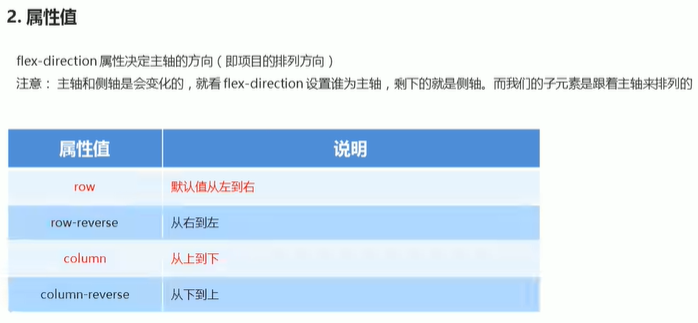 2. 属性值
flex-direction 属性决定主轴的方向（即项目的排列方向）
注意： 主轴和侧轴是会变化的，就看 flex-direction 设置谁为主轴，剩下的就是侧轴。而我们的子元素是跟着主轴来排列的
属性值 说明
row 默认值从左到右
row-reverse 从右到左
column 从上到下
column-reverse 从下到上